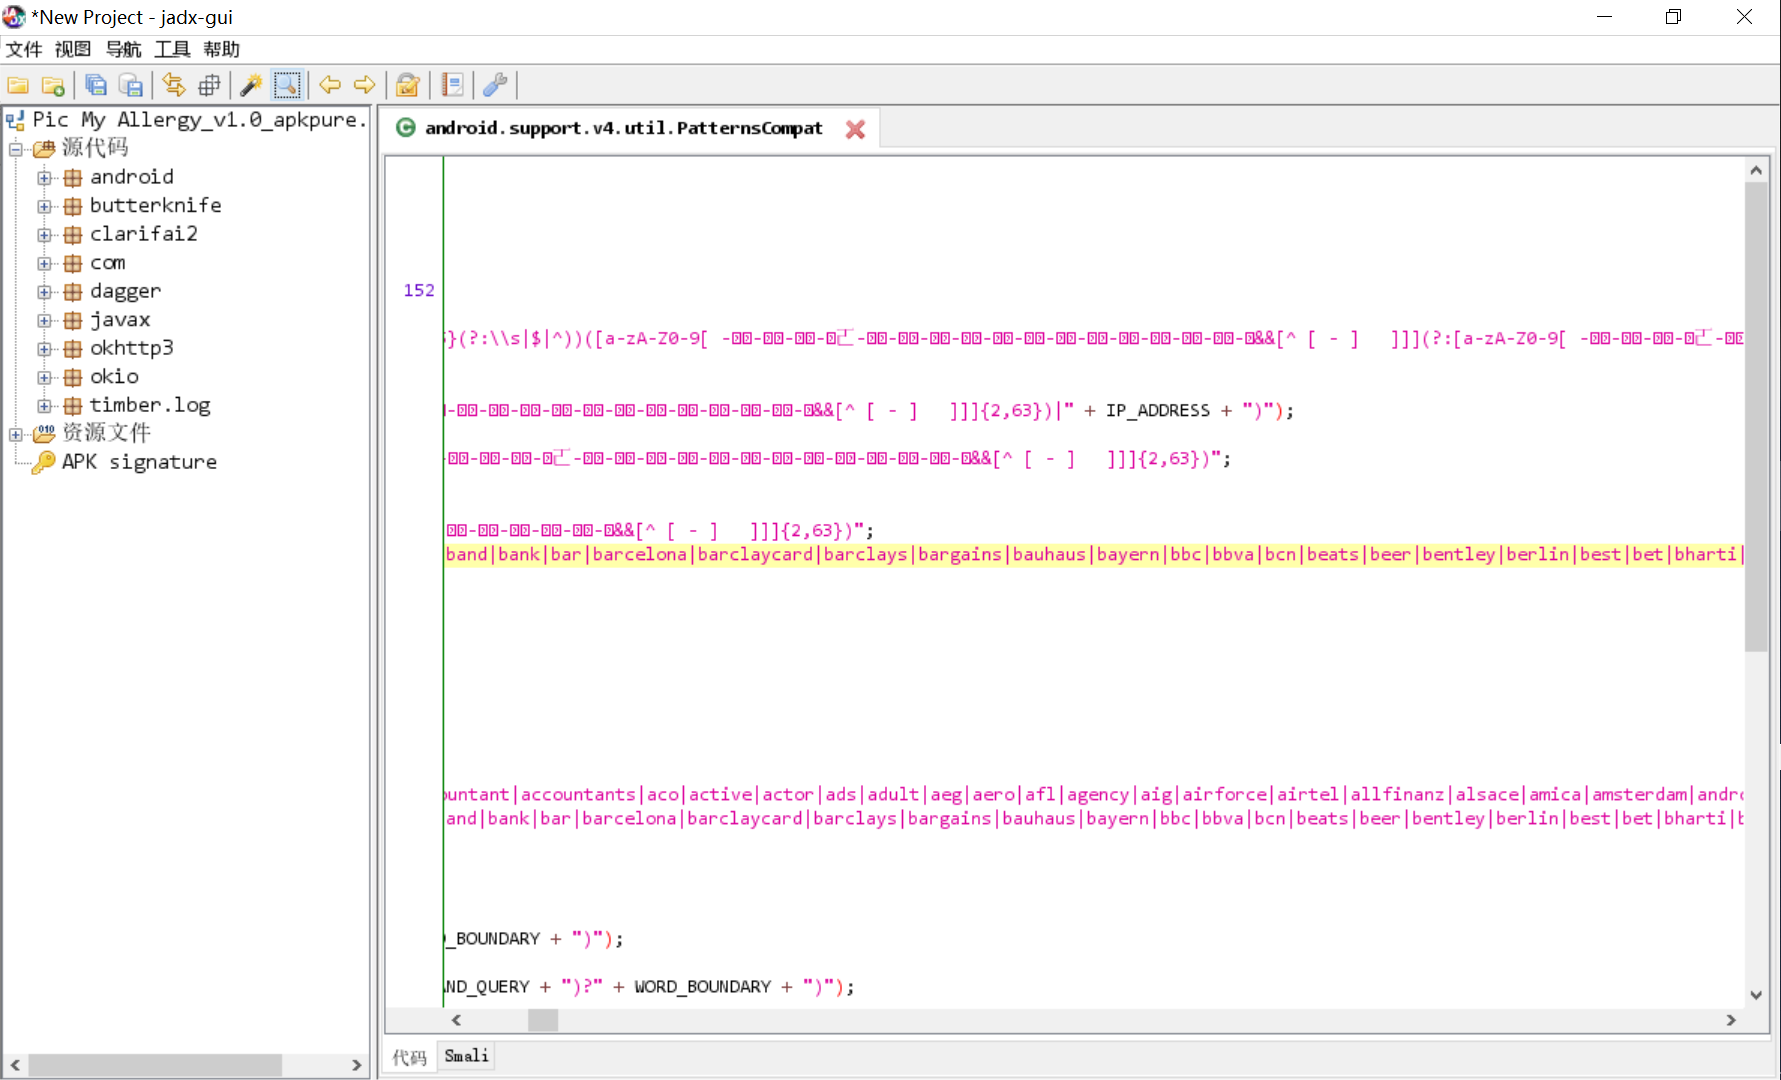 *New Project - jadx-gui
文件 视图 导航 工具 帮助
Pic My Allergy_v1.0_apkpure.
源代码
android
butterknife
clarifai2
com
dagger
javax
okhttp3
okio
timber.log
资源文件
APK signature
android.support.v4.util.PatternsCompat
152
}(?:\\s|$|^))([a-zA-Z0-9[ -
&&[^ [ - ] ]]](?:[a-zA-Z0-9[ -
&&[^ [ - ] ]]]{2,63})|" + IP_ADDRESS + ")");
&&[^ [ - ] ]]]{2,63})";
&&[^ [ - ] ]]]{2,63})";
band|bank|bar|barcelona|barclaycard|barclays|bargains|bauhaus|bayern|bbc|bbva|bcn|beats|beer|bentley|berlin|best|bet|bharti|
ountant|accountants|aco|active|actor|ads|adult|aeg|aero|afl|agency|aig|airforce|airtel|allfinanz|alsace|amica|amsterdam|andr
and|bank|bar|barcelona|barclaycard|barclays|bargains|bauhaus|bayern|bbc|bbva|bcn|beats|beer|bentley|berlin|best|bet|bharti|b
_BOUNDARY + ")");
ND_QUERY + ")?" + WORD_BOUNDARY + ")");
代码 Smali